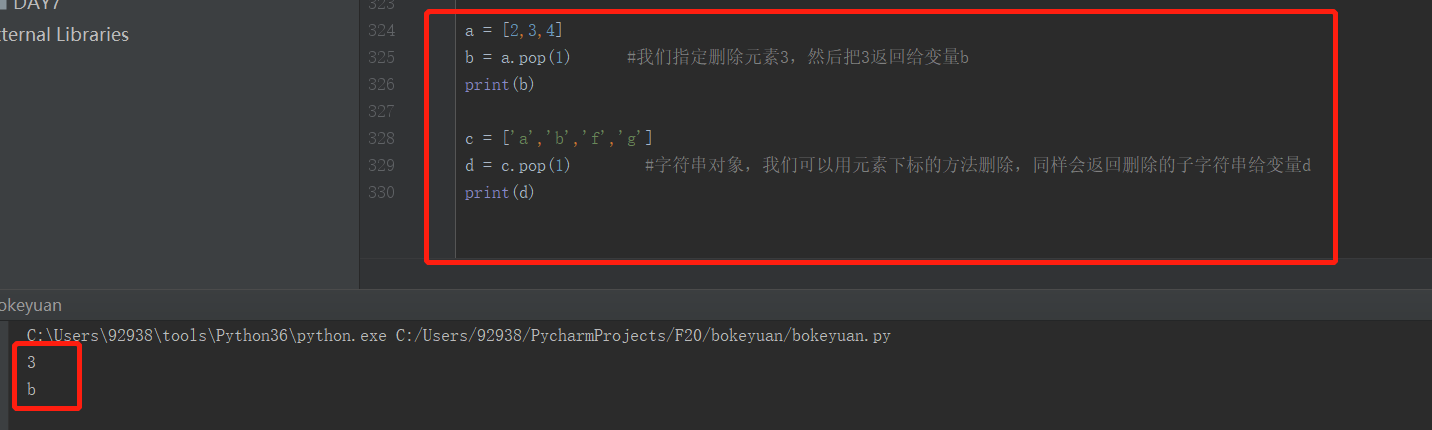 DAY7
ternal Libraries
323
324 a = [2,3,4]
325 b = a.pop(1) #我们指定删除元素3，然后把3返回给变量b
326 print(b)
327
328 c = ['a','b','f','g']
329 d = c.pop(1) #字符串对象，我们可以用元素下标的方法删除，同样会返回删除的子字符串给变量d
330 print(d)
okeyuan
C:\Users\92938\tools\Python36\python.exe C:/Users/92938/PycharmProjects/F20/bokeyuan/bokeyuan.py
3
b